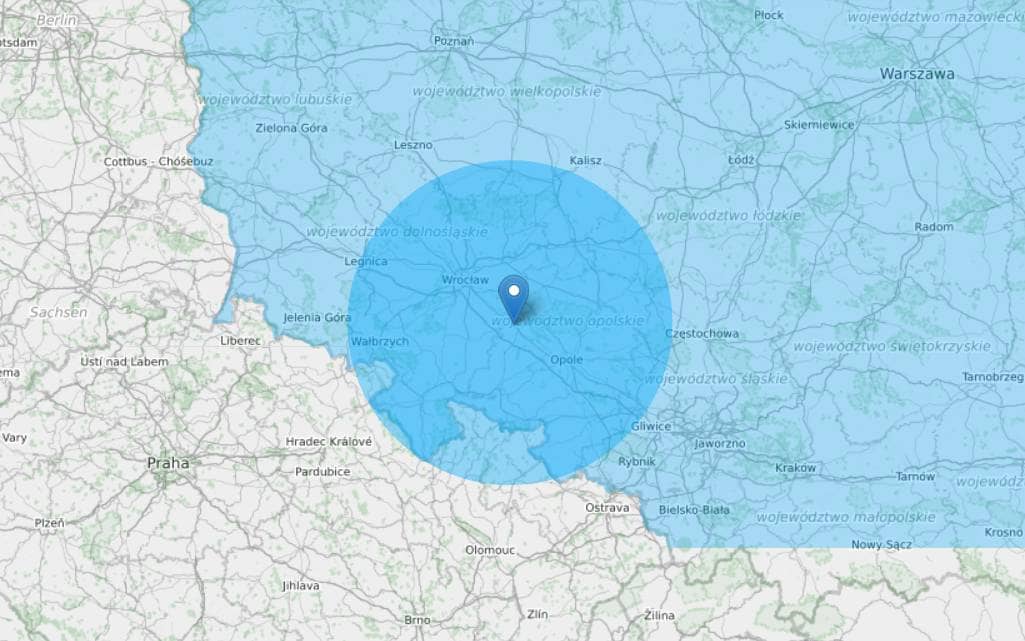 Berlin
Płock
województwo mazowiecki
otsdam
Poznań
Warszawa
województwo wielkopolskie
województwo lubuskie
Zielona Góra
Skierniewice
Leszno
Cottbus - Chóśebuz
Kalisz
Łódź
województwo łódzkie
Radom
województwo dolnośląskie
Legnica
Wrocław
Sachsen
Jelenia Góra
województwo opolskie
Częstochowa
Liberec
Wałbrzych
województwo świętokrzyskie
Ústí nad Labem
Opole
ema
województwo śląskie
Tarnobrzeg
Gliwice
Vary
Hradec Králové
Jaworzno
Praha
Rybnik
Kraków
Pardubice
Tarnów
wojewódz
Ostrava
Bielsko-Biała
województwo małopolskie
Plzeň
Krosno
Olomouc
Nowy Sącz
Jihlava
Brno
Zlín
Žilina